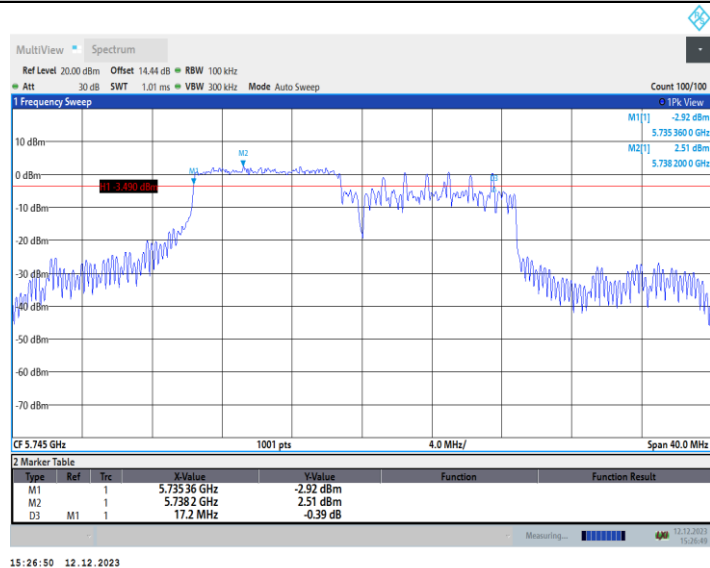 MultiView Spectrum
Ref Level 20.00 dBm Offset 14.44 dB RBW 100 kHz
Att 30 dB SWT 1.01 ms VBW 300 kHz Mode Auto Sweep Count 100/100
1 Frequency Sweep 1Pk View
M1[1] -2.92 dBm
5.735 360 0 GHz
M2[1] 2.51 dBm
5.738 200 0 GHz
10 dBm
M2
0 dBm
M1
D3
H1 -3.490 dBm
-10 dBm
-20 dBm
-30 dBm
-40 dBm
-50 dBm
-60 dBm
-70 dBm
CF 5.745 GHz 1001 pts 4.0 MHz/ Span 40.0 MHz
2 Marker Table
Type Ref Trc X-Value Y-Value Function Function Result
M1 1 5.735 36 GHz -2.92 dBm
M2 1 5.738 2 GHz 2.51 dBm
D3 M1 1 17.2 MHz -0.39 dB
Measuring... 12.12.2023
15:26:49
15:26:50 12.12.2023